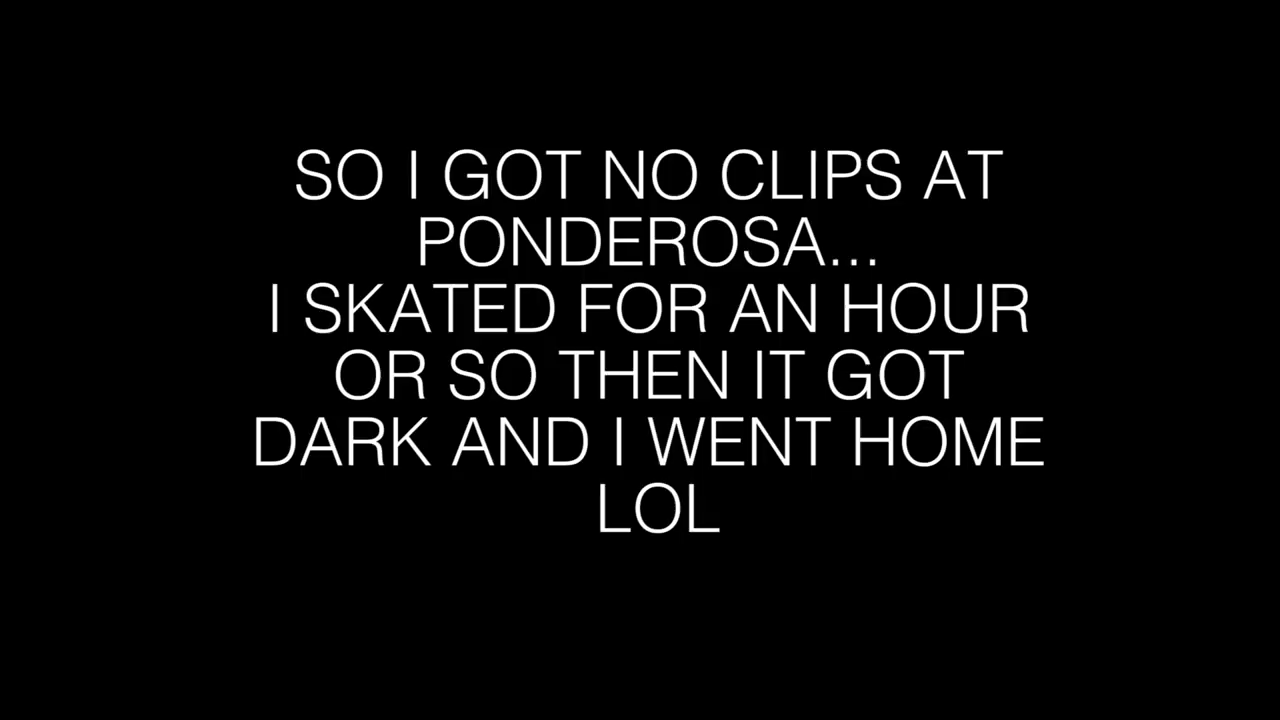 SO I GOT NO CLIPS AT
PONDEROSA...
I SKATED FOR AN HOUR
OR SO THEN IT GOT
DARK AND I WENT HOME
LOL